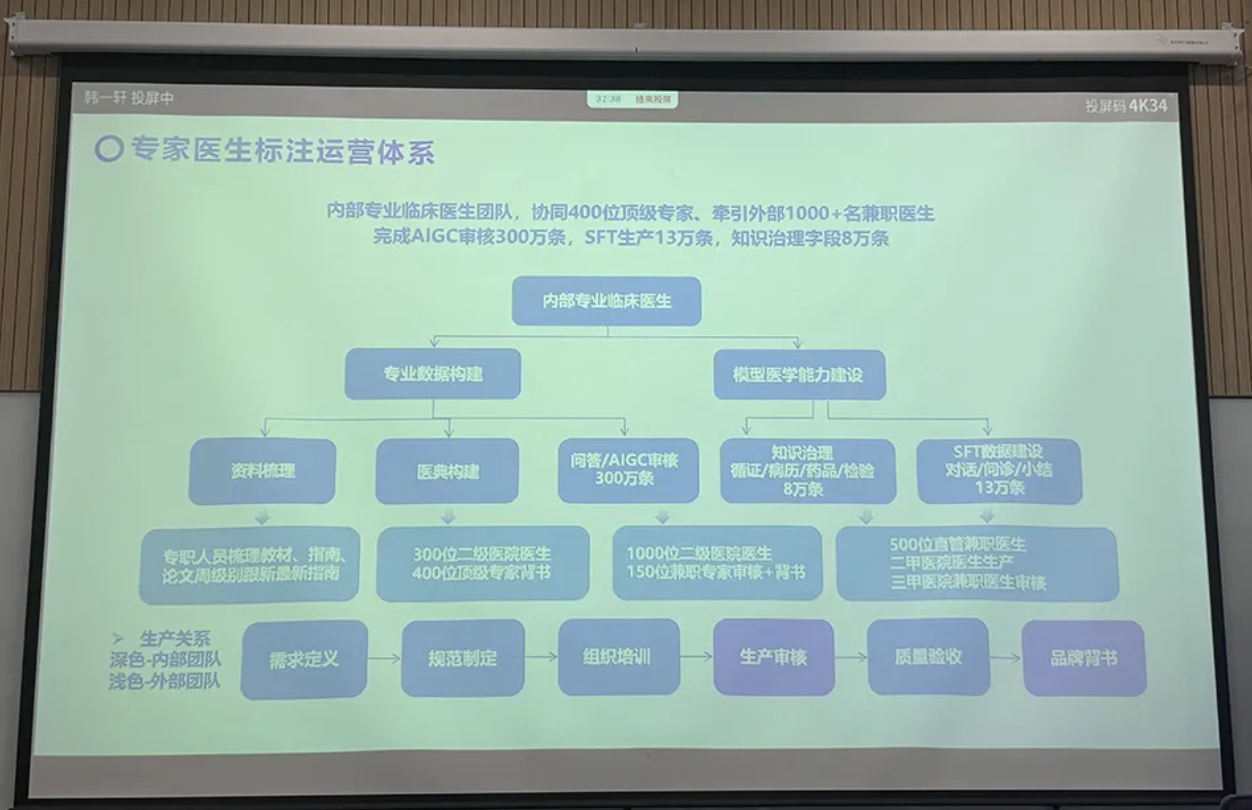 韩一轩 投屏中
32:38 结束投屏
投屏码 4K34
专家医生标注运营体系
内部专业临床医生团队，协同400位顶级专家、牵引外部1000+名兼职医生
完成AIGC审核300万条，SFT生产13万条，知识治理字段8万条
内部专业临床医生
专业数据构建
模型医学能力建设
资料梳理
医典构建
问答/AIGC审核
300万条
知识治理
循证/病历/药品/检验
8万条
SFT数据建设
对话/问诊/小结
13万条
专职人员梳理教材、指南、
论文周级别跟新最新指南
300位二级医院医生
400位顶级专家背书
1000位二级医院医生
150位兼职专家审核+背书
500位直管兼职医生
二甲医院医生生产
三甲医院兼职医生审核
➢ 生产关系
深色-内部团队
浅色-外部团队
需求定义
规范制定
组织培训
生产审核
质量验收
品牌背书